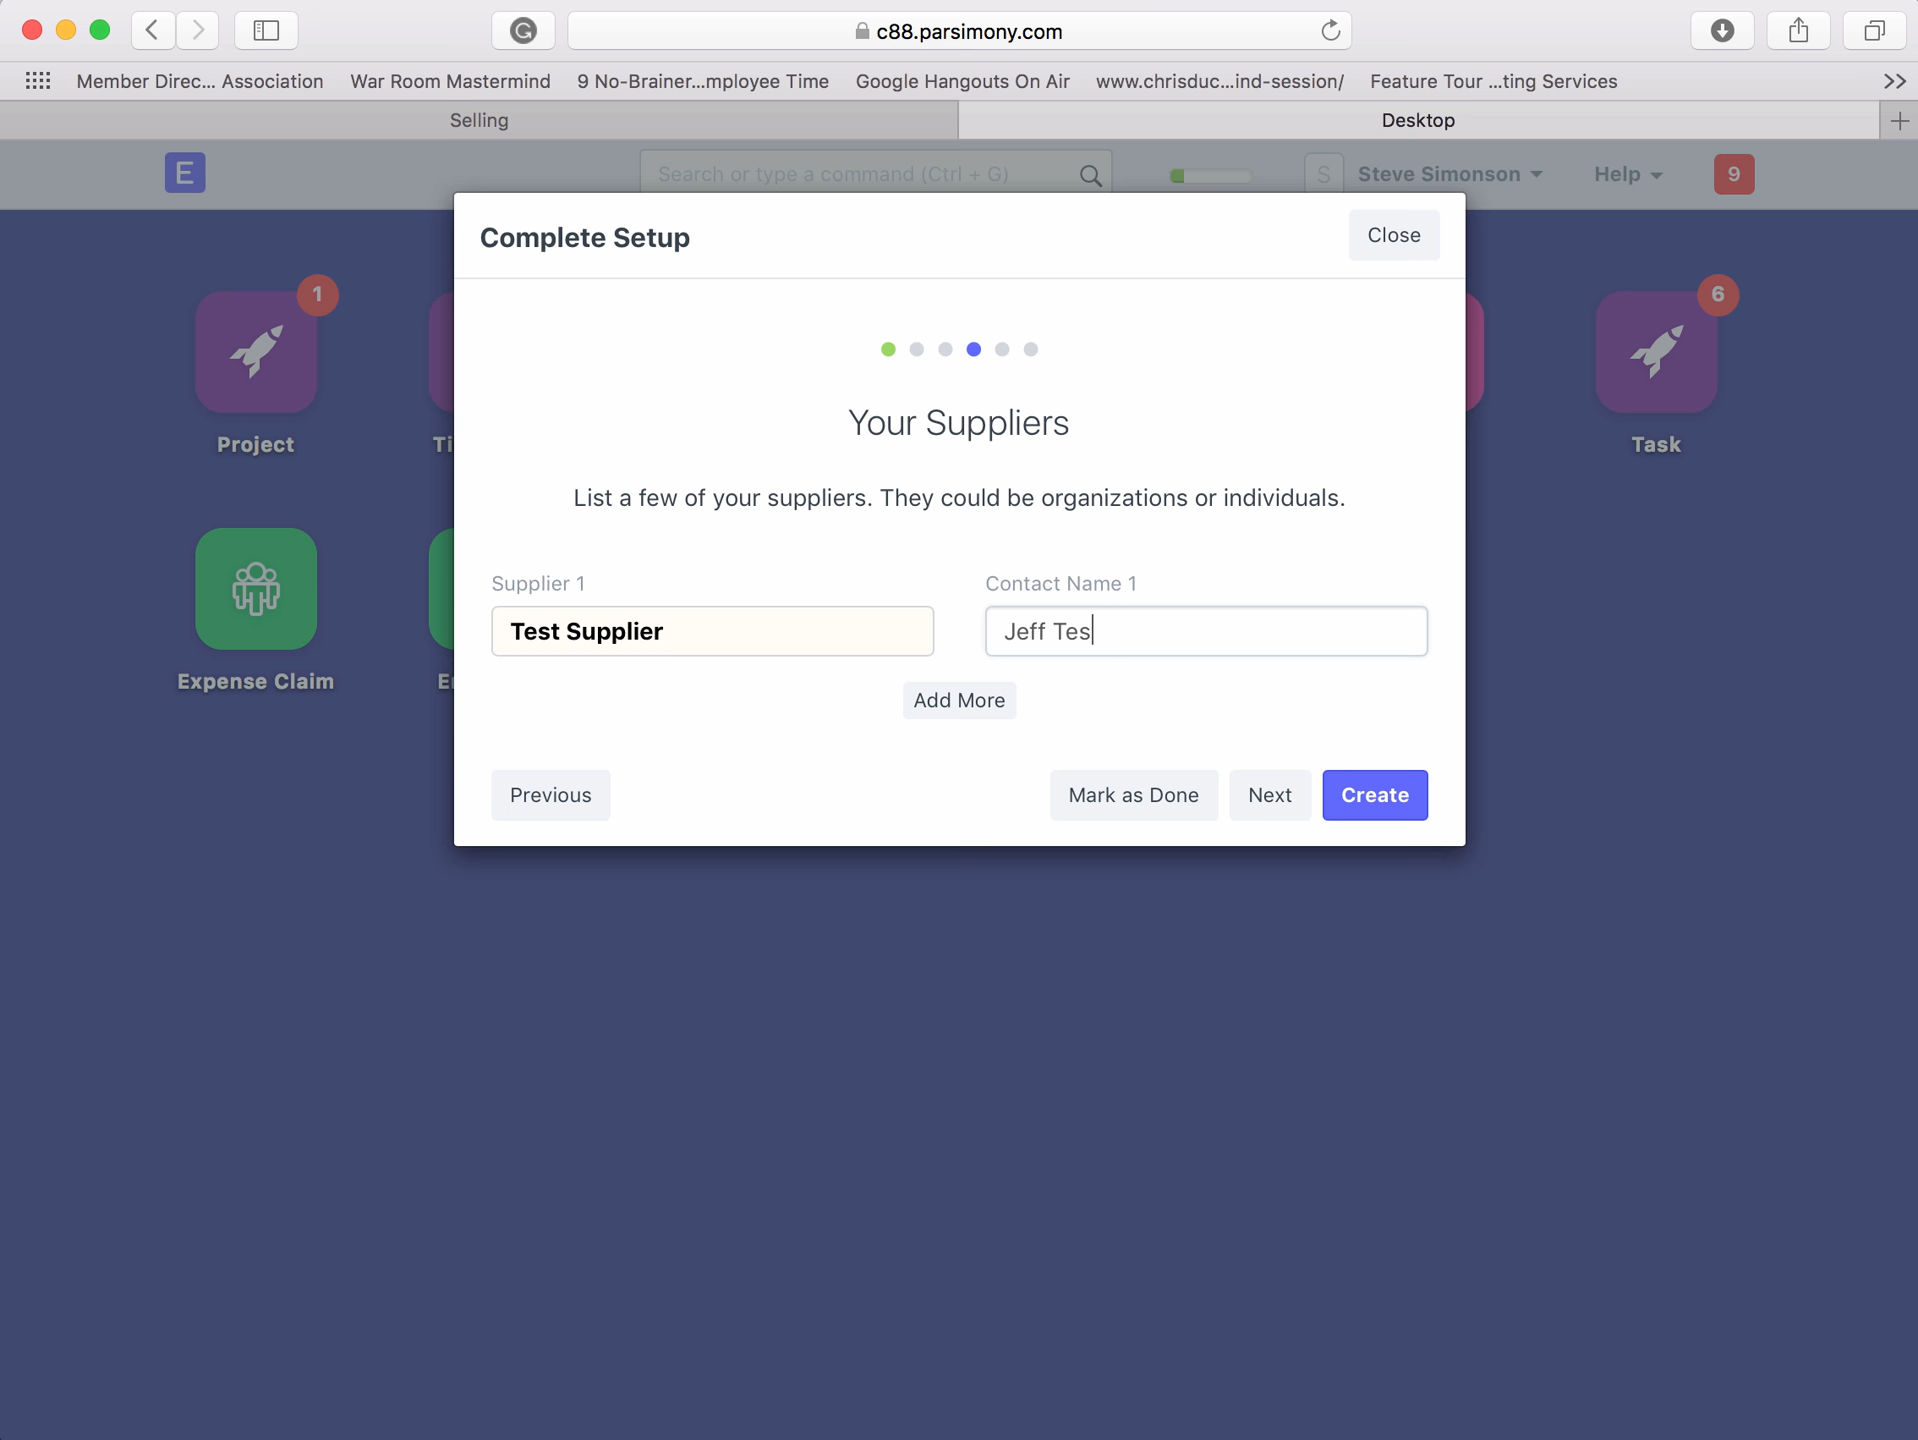 c88.parsimony.com
Member Direc... Association
War Room Mastermind
9 No-Brainer...mployee Time
Google Hangouts On Air
www.chrisduc...ind-session/
Feature Tour ...ting Services
Selling
Desktop
E
Search or type a command (Ctrl + G)
S
Steve Simonson
Help
9
Complete Setup
Close
1
6
Project
Ti
Task
Your Suppliers
List a few of your suppliers. They could be organizations or individuals.
Supplier 1
Contact Name 1
Test Supplier
Jeff Tes
Expense Claim
Add More
Previous
Mark as Done
Next
Create